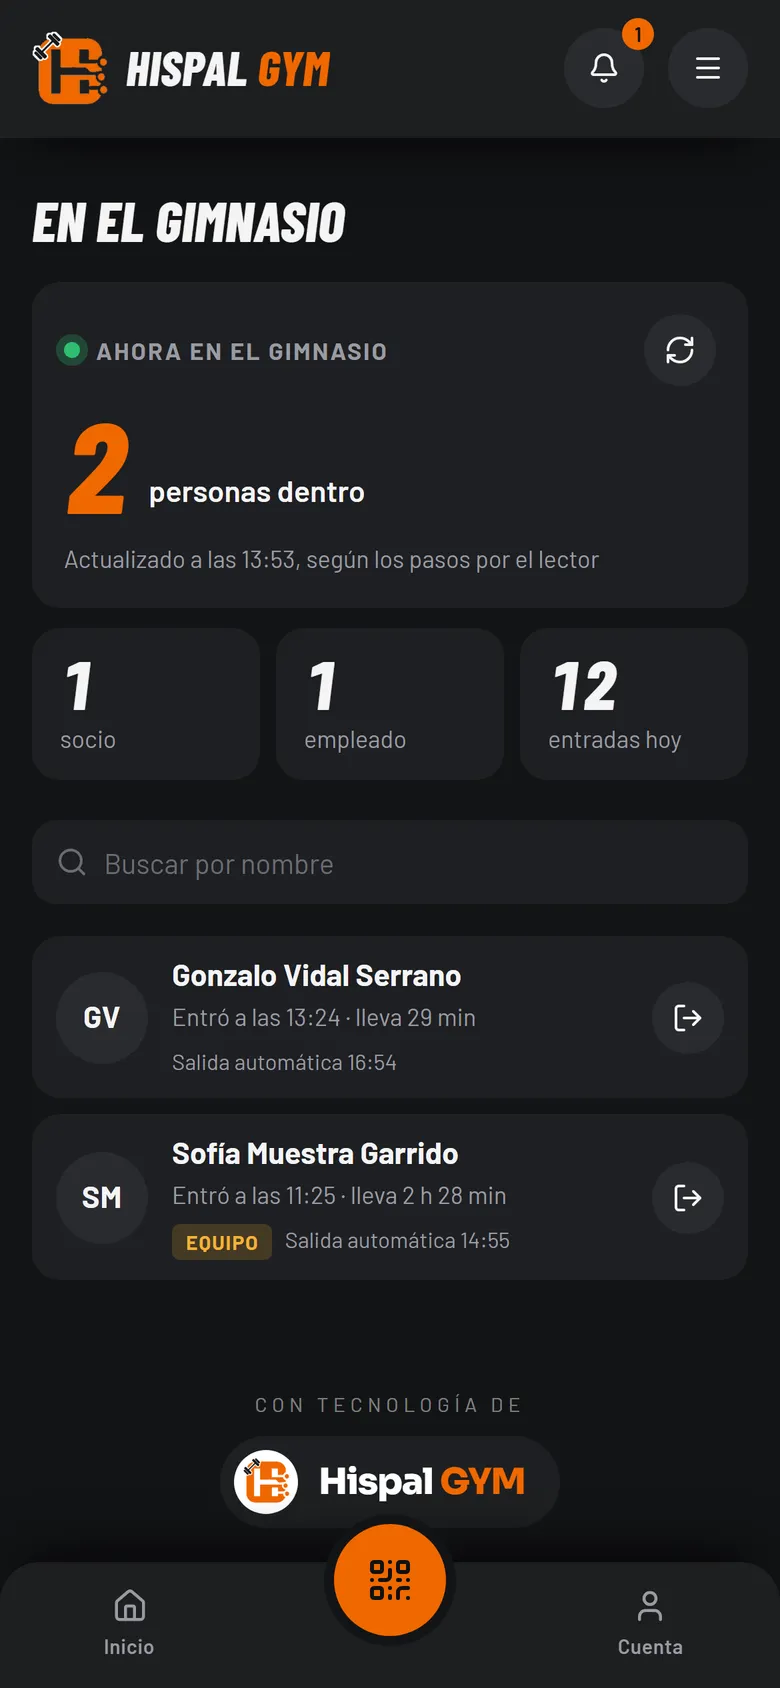 HISPAL GYM
1
EN EL GIMNASIO
AHORA EN EL GIMNASIO
2 personas dentro
Actualizado a las 13:53, según los pasos por el lector
1
socio
1
empleado
12
entradas hoy
Buscar por nombre
GV
Gonzalo Vidal Serrano
Entró a las 13:24 · lleva 29 min
Salida automática 16:54
SM
Sofía Muestra Garrido
Entró a las 11:25 · lleva 2 h 28 min
EQUIPO Salida automática 14:55
CON TECNOLOGÍA DE
Hispal GYM
Inicio
Cuenta